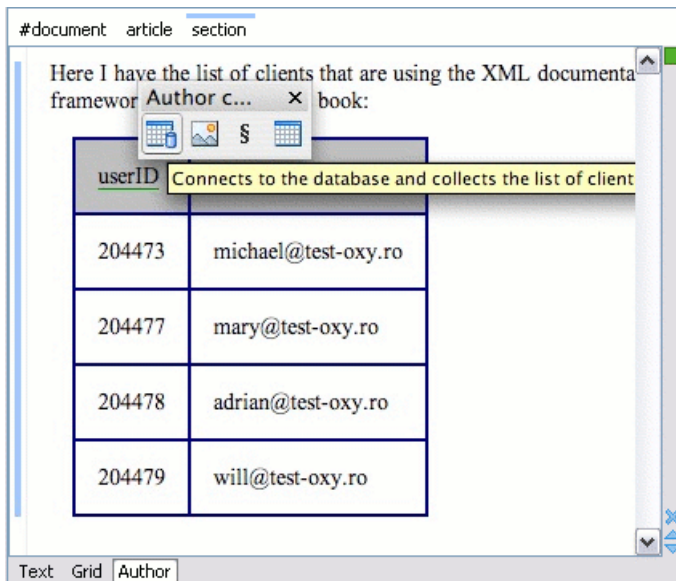 #document article section
Here I have the list of clients that are using the XML documenta
framewor book:
Author c... ×
§
userID
Connects to the database and collects the list of client
204473 michael@test-oxy.ro
204477 mary@test-oxy.ro
204478 adrian@test-oxy.ro
204479 will@test-oxy.ro
Text Grid Author